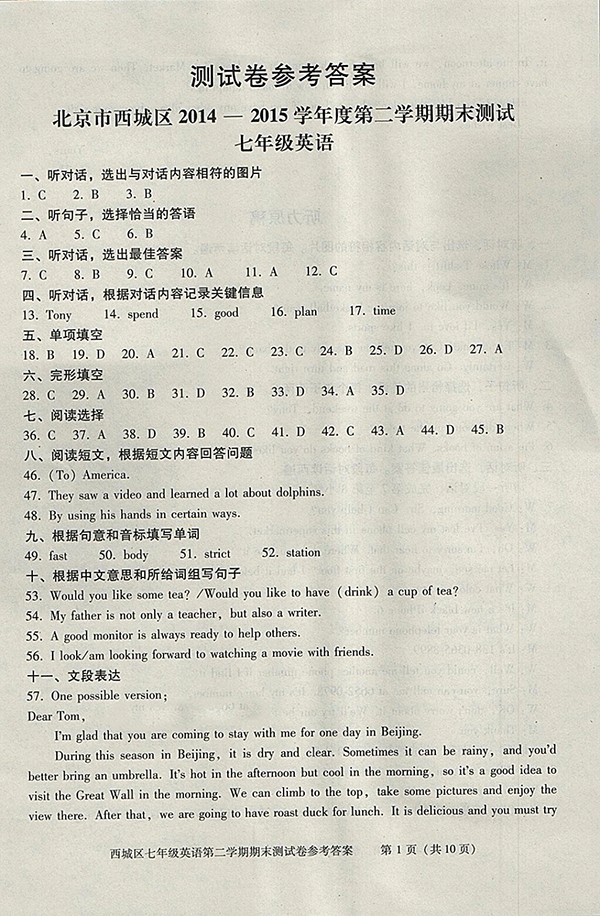 测试卷参考答案
北京市西城区 2014 — 2015 学年度第二学期期末测试
七年级英语
一、听对话，选出与对话内容相符的图片
1. C 2. B 3. B
二、听句子，选择恰当的答语
4. A 5. C 6. B
三、听对话，选出最佳答案
7. C 8. B 9. C 10. A 11. A 12. C
四、听对话，根据对话内容记录关键信息
13. Tony 14. spend 15. good 16. plan 17. time
五、单项填空
18. B 19. D 20. A 21. C 22. C 23. C 24. B 25. D 26. D 27. A
六、完形填空
28. C 29. A 30. B 31. D 32. B 33. D 34. A 35. D
七、阅读选择
36. C 37. A 38. D 39. B 40. C 41. D 42. C 43. A 44. D 45. B
八、阅读短文，根据短文内容回答问题
46. (To) America.
47. They saw a video and learned a lot about dolphins.
48. By using his hands in certain ways.
九、根据句意和音标填写单词
49. fast 50. body 51. strict 52. station
十、根据中文意思和所给词组写句子
53. Would you like some tea? /Would you like to have (drink) a cup of tea?
54. My father is not only a teacher, but also a writer.
55. A good monitor is always ready to help others.
56. I look/am looking forward to watching a movie with friends.
十一、文段表达
57. One possible version;
Dear Tom,
I'm glad that you are coming to stay with me for one day in Beijing.
During this season in Beijing, it is dry and clear. Sometimes it can be rainy, and you'd
better bring an umbrella. It's hot in the afternoon but cool in the morning, so it's a good idea to
visit the Great Wall in the morning. We can climb to the top, take some pictures and enjoy the
view there. After that, we are going to have roast duck for lunch. It is delicious and you must try
西城区七年级英语第二学期期末测试卷参考答案 第 1 页（共 10 页）